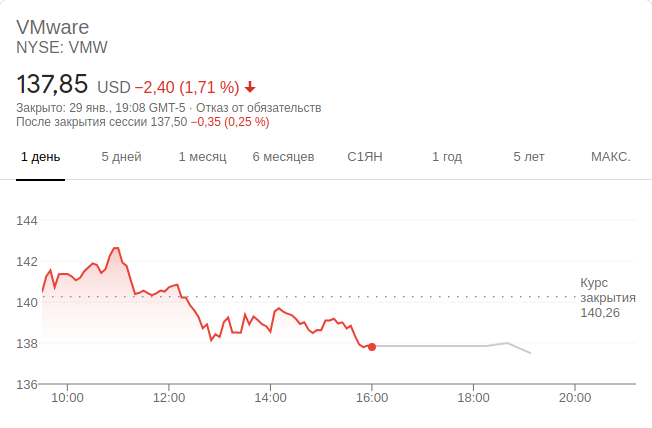 VMware
NYSE: VMW
137,85 USD −2,40 (1,71 %)
Закрыто: 29 янв., 19:08 GMT-5 · Отказ от обязательств
После закрытия сессии 137,50 −0,35 (0,25 %)
1 день 5 дней 1 месяц 6 месяцев С1ЯН 1 год 5 лет МАКС.
144
142
Курс
140 закрытия
140,26
138
136
10:00 12:00 14:00 16:00 18:00 20:00